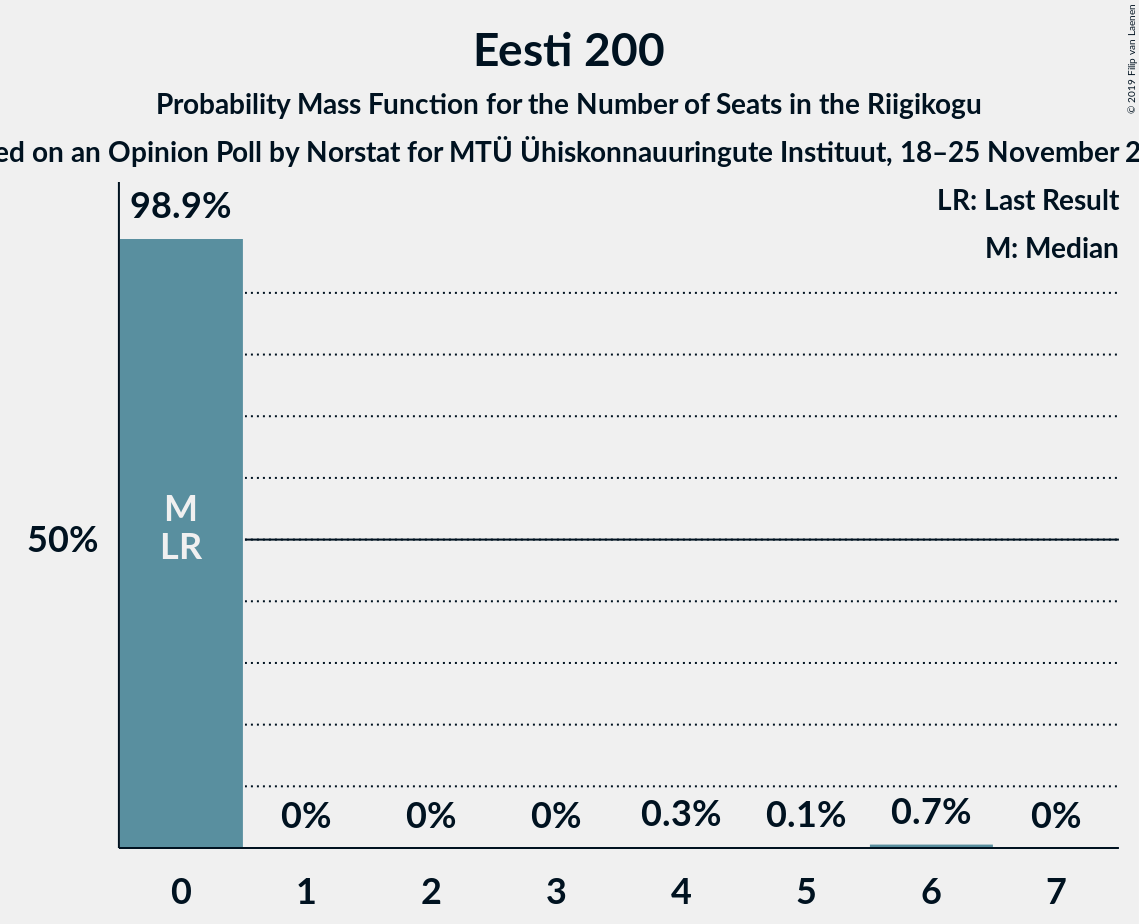 Eesti 200
Probability Mass Function for the Number of Seats in the Riigikogu
ed on an Opinion Poll by Norstat for MTÜ Ühiskonnauuringute Instituut, 18–25 November 2
© 2019 Filip van Laenen
LR: Last Result
M: Median
98.9%
M
LR
50%
0% 0% 0% 0.3% 0.1% 0.7% 0%
0 1 2 3 4 5 6 7